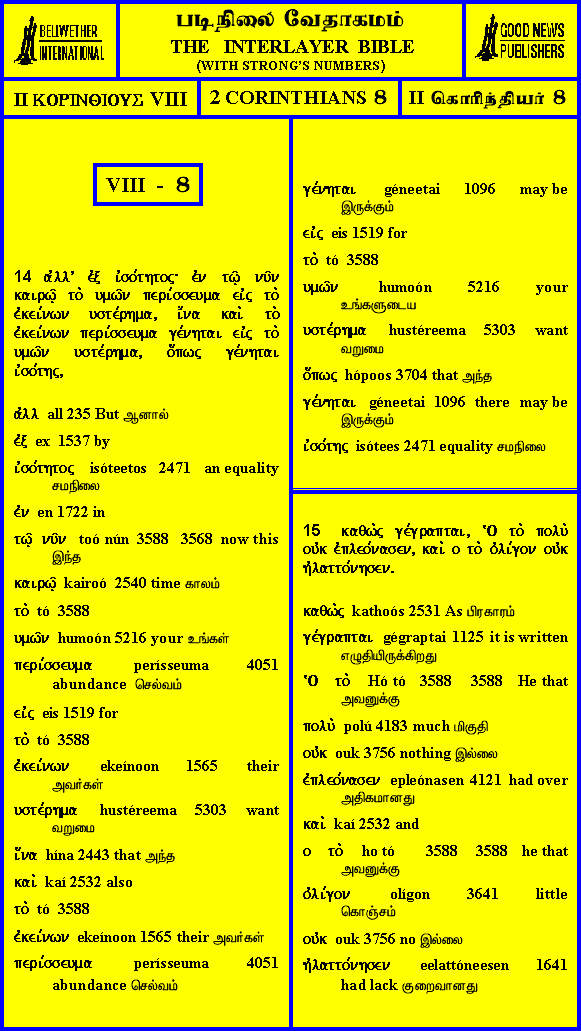 BELLWETHER
INTERNATIONAL
படிநிலை வேதாகமம்
THE INTERLAYER BIBLE
(WITH STRONG'S NUMBERS)
GOOD NEWS
PUBLISHERS
II ΚΟΡΙΝΘΙΟΥΣ VIII
2 CORINTHIANS 8
II கொரிந்தியர் 8
VIII - 8
14 ἀλλ' ἐξ ἰσότητος· ἐν τῷ νῦν
καιρῷ τὸ υμῶν περίσσευμα εἰς τὸ
ἐκείνων υστέρημα, ἵνα καὶ τὸ
ἐκείνων περίσσευμα γένηται εἰς τὸ
υμῶν υστέρημα, ὅπως γένηται
ἰσότης,
ἀλλ all 235 But ஆனால்
ἐξ ex 1537 by
ἰσότητος isóteetos 2471 an equality
சமநிலை
ἐν en 1722 in
τῷ νῦν toó nún 3588 3568 now this
இந்த
καιρῷ kairoó 2540 time காலம்
τὸ tó 3588
υμῶν humoón 5216 your உங்கள்
περίσσευμα perísseuma 4051
abundance செல்வம்
εἰς eis 1519 for
τὸ tó 3588
ἐκείνων ekeínoon 1565 their
அவர்கள்
υστέρημα hustéreema 5303 want
வறுமை
ἵνα hína 2443 that அந்த
καὶ kaí 2532 also
τὸ tó 3588
ἐκείνων ekeínoon 1565 their அவர்கள்
περίσσευμα perísseuma 4051
abundance செல்வம்
γένηται géneetai 1096 may be
இருக்கும்
εἰς eis 1519 for
τὸ tó 3588
υμῶν humoón 5216 your
உங்களுடைய
υστέρημα hustéreema 5303 want
வறுமை
ὅπως hópoos 3704 that அந்த
γένηται géneetai 1096 there may be
இருக்கும்
ἰσότης isótees 2471 equality சமநிலை
15 καθὼς γέγραπται, Ὁ τὸ πολὺ
οὐκ ἐπλεόνασεν, καὶ ο τὸ ὀλίγον οὐκ
ἠλαττόνησεν.
καθὼς kathoós 2531 As பிரகாரம்
γέγραπται gégraptai 1125 it is written
எழுதியிருக்கிறது
Ὁ τὸ Hó tó 3588 3588 He that
அவனுக்கு
πολὺ polú 4183 much மிகுதி
οὐκ ouk 3756 nothing இல்லை
ἐπλεόνασεν epleónasen 4121 had over
அதிகமானது
καὶ kaí 2532 and
ο τὸ ho tó 3588 3588 he that
அவனுக்கு
ὀλίγον olígon 3641 little
கொஞ்சம்
οὐκ ouk 3756 no இல்லை
ἠλαττόνησεν eelattóneesen 1641
had lack குறைவானது